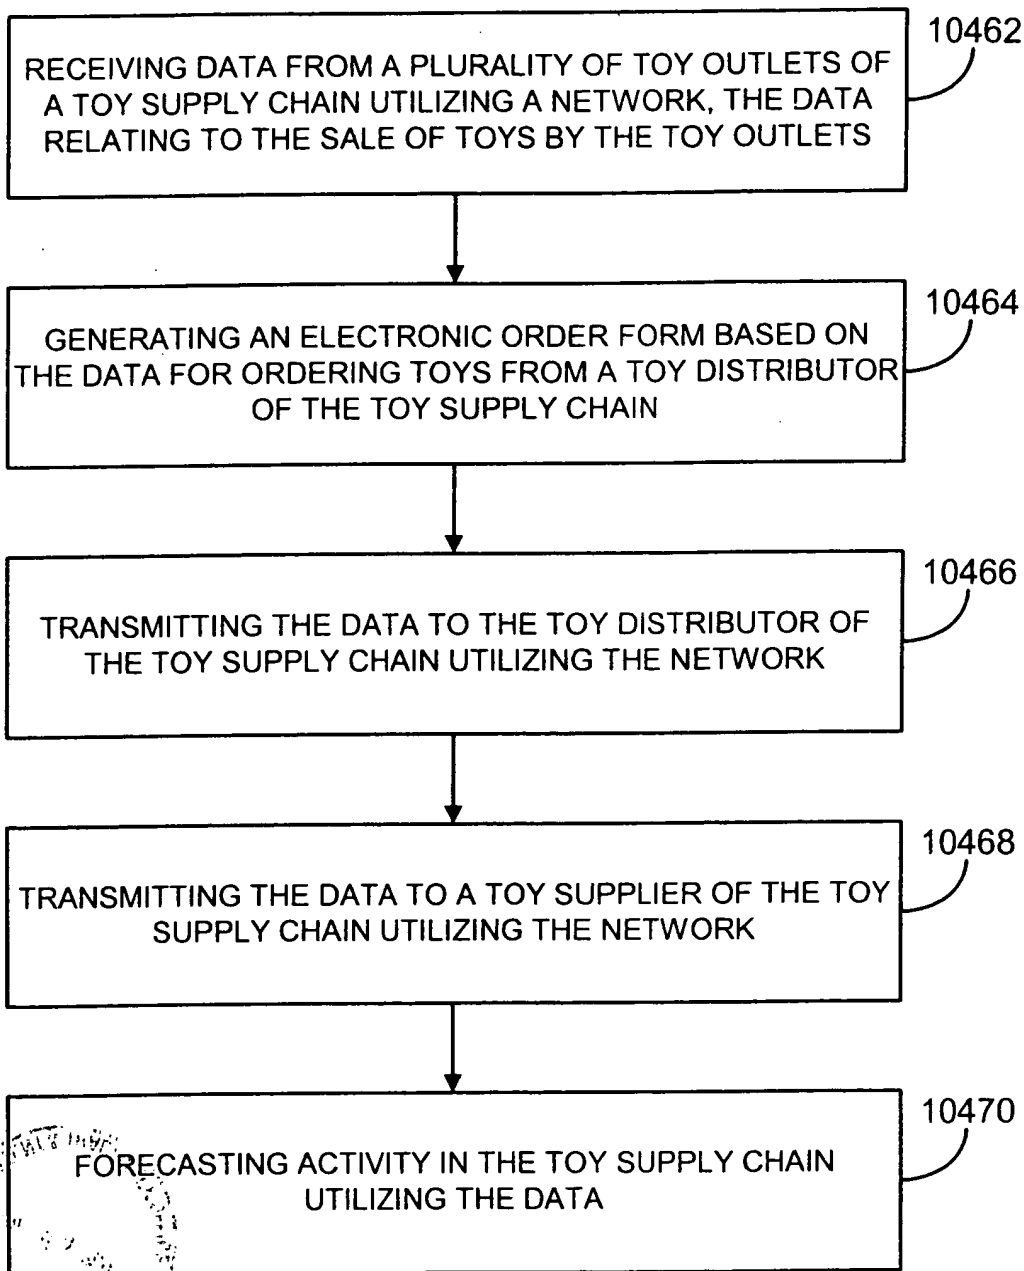 10462
RECEIVING DATA FROM A PLURALITY OF TOY OUTLETS OF
A TOY SUPPLY CHAIN UTILIZING A NETWORK, THE DATA
RELATING TO THE SALE OF TOYS BY THE TOY OUTLETS
10464
GENERATING AN ELECTRONIC ORDER FORM BASED ON
THE DATA FOR ORDERING TOYS FROM A TOY DISTRIBUTOR
OF THE TOY SUPPLY CHAIN
10466
TRANSMITTING THE DATA TO THE TOY DISTRIBUTOR OF
THE TOY SUPPLY CHAIN UTILIZING THE NETWORK
10468
TRANSMITTING THE DATA TO A TOY SUPPLIER OF THE TOY
SUPPLY CHAIN UTILIZING THE NETWORK
10470
FORECASTING ACTIVITY IN THE TOY SUPPLY CHAIN
UTILIZING THE DATA